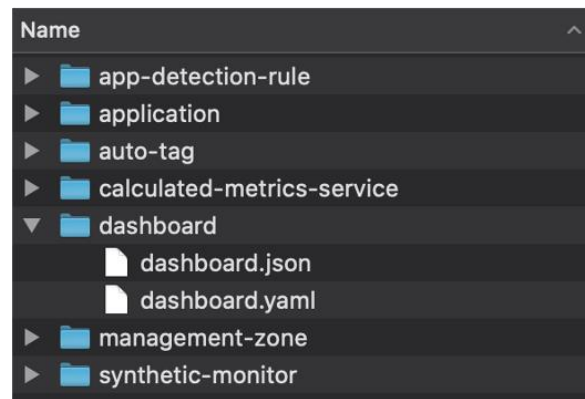 Name
app-detection-rule
application
auto-tag
calculated-metrics-service
dashboard
dashboard.json
dashboard.yaml
management-zone
synthetic-monitor